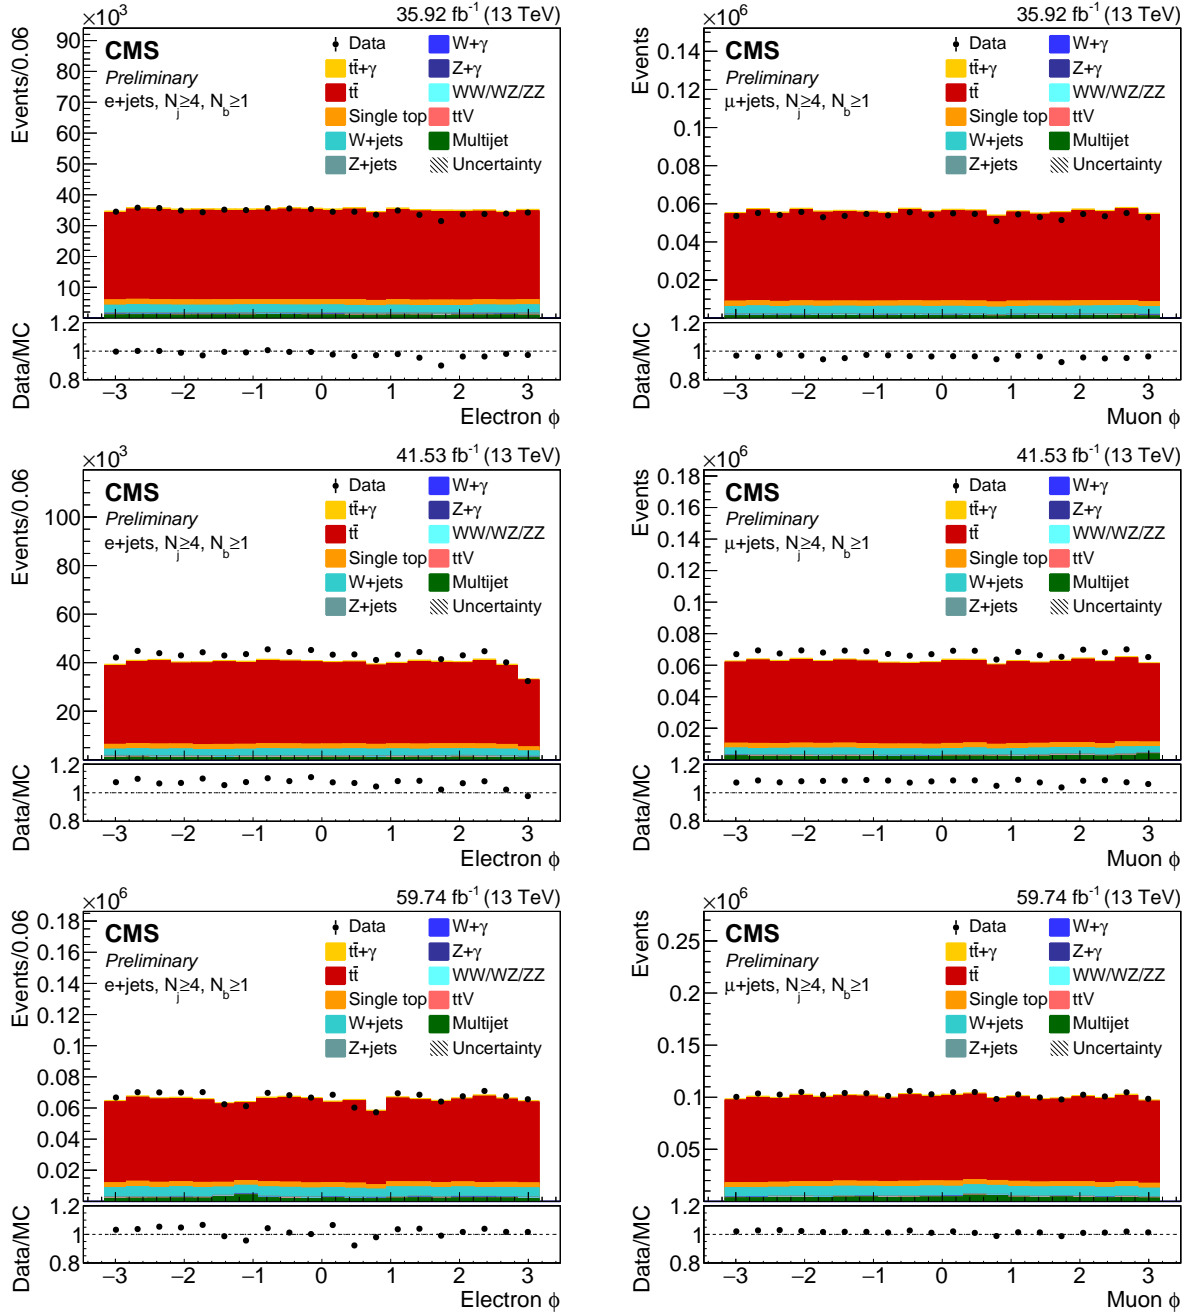 ×10³ 35.92 fb⁻¹ (13 TeV)
Events/0.06
90
80
70
60
50
40
30
20
10
CMS
Preliminary
e+jets, N_j≥4, N_b≥1
Data
tt̄+γ
tt̄
Single top
W+jets
Z+jets
W+γ
Z+γ
WW/WZ/ZZ
ttV
Multijet
Uncertainty
Data/MC
1.2
1
0.8
−3 −2 −1 0 1 2 3
Electron ϕ
×10⁶ 35.92 fb⁻¹ (13 TeV)
Events
0.14
0.12
0.1
0.08
0.06
0.04
0.02
CMS
Preliminary
μ+jets, N_j≥4, N_b≥1
Data
tt̄+γ
tt̄
Single top
W+jets
Z+jets
W+γ
Z+γ
WW/WZ/ZZ
ttV
Multijet
Uncertainty
Data/MC
1.2
1
0.8
−3 −2 −1 0 1 2 3
Muon ϕ
×10³ 41.53 fb⁻¹ (13 TeV)
Events/0.06
100
80
60
40
20
CMS
Preliminary
e+jets, N_j≥4, N_b≥1
Data
tt̄+γ
tt̄
Single top
W+jets
Z+jets
W+γ
Z+γ
WW/WZ/ZZ
ttV
Multijet
Uncertainty
Data/MC
1.2
1
0.8
−3 −2 −1 0 1 2 3
Electron ϕ
×10⁶ 41.53 fb⁻¹ (13 TeV)
Events
0.18
0.16
0.14
0.12
0.1
0.08
0.06
0.04
0.02
CMS
Preliminary
μ+jets, N_j≥4, N_b≥1
Data
tt̄+γ
tt̄
Single top
W+jets
Z+jets
W+γ
Z+γ
WW/WZ/ZZ
ttV
Multijet
Uncertainty
Data/MC
1.2
1
0.8
−3 −2 −1 0 1 2 3
Muon ϕ
×10⁶ 59.74 fb⁻¹ (13 TeV)
Events/0.06
0.18
0.16
0.14
0.12
0.1
0.08
0.06
0.04
0.02
CMS
Preliminary
e+jets, N_j≥4, N_b≥1
Data
tt̄+γ
tt̄
Single top
W+jets
Z+jets
W+γ
Z+γ
WW/WZ/ZZ
ttV
Multijet
Uncertainty
Data/MC
1.2
1
0.8
−3 −2 −1 0 1 2 3
Electron ϕ
×10⁶ 59.74 fb⁻¹ (13 TeV)
Events
0.25
0.2
0.15
0.1
0.05
CMS
Preliminary
μ+jets, N_j≥4, N_b≥1
Data
tt̄+γ
tt̄
Single top
W+jets
Z+jets
W+γ
Z+γ
WW/WZ/ZZ
ttV
Multijet
Uncertainty
Data/MC
1.2
1
0.8
−3 −2 −1 0 1 2 3
Muon ϕ